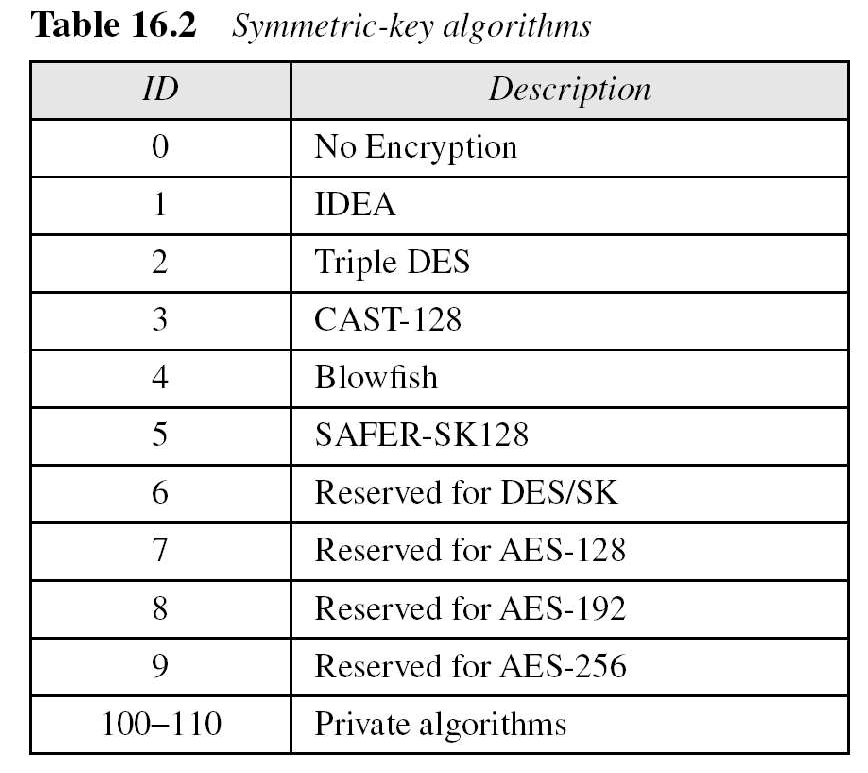 Table 16.2 Symmetric-key algorithms
ID Description
0 No Encryption
1 IDEA
2 Triple DES
3 CAST-128
4 Blowfish
5 SAFER-SK128
6 Reserved for DES/SK
7 Reserved for AES-128
8 Reserved for AES-192
9 Reserved for AES-256
100–110 Private algorithms